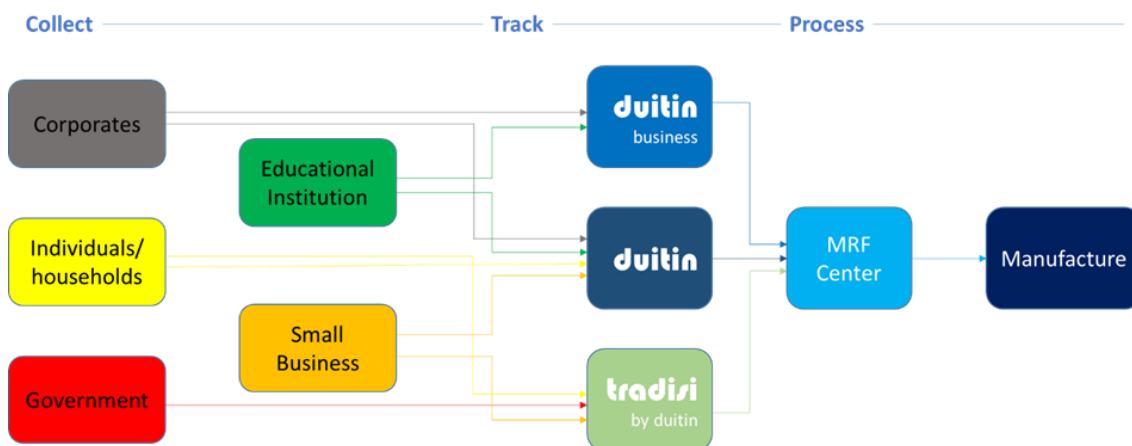 Collect
Track
Process
Corporates
Educational
Institution
Individuals/
households
Small
Business
Government
duitin
business
duitin
tradisi
by duitin
MRF
Center
Manufacture